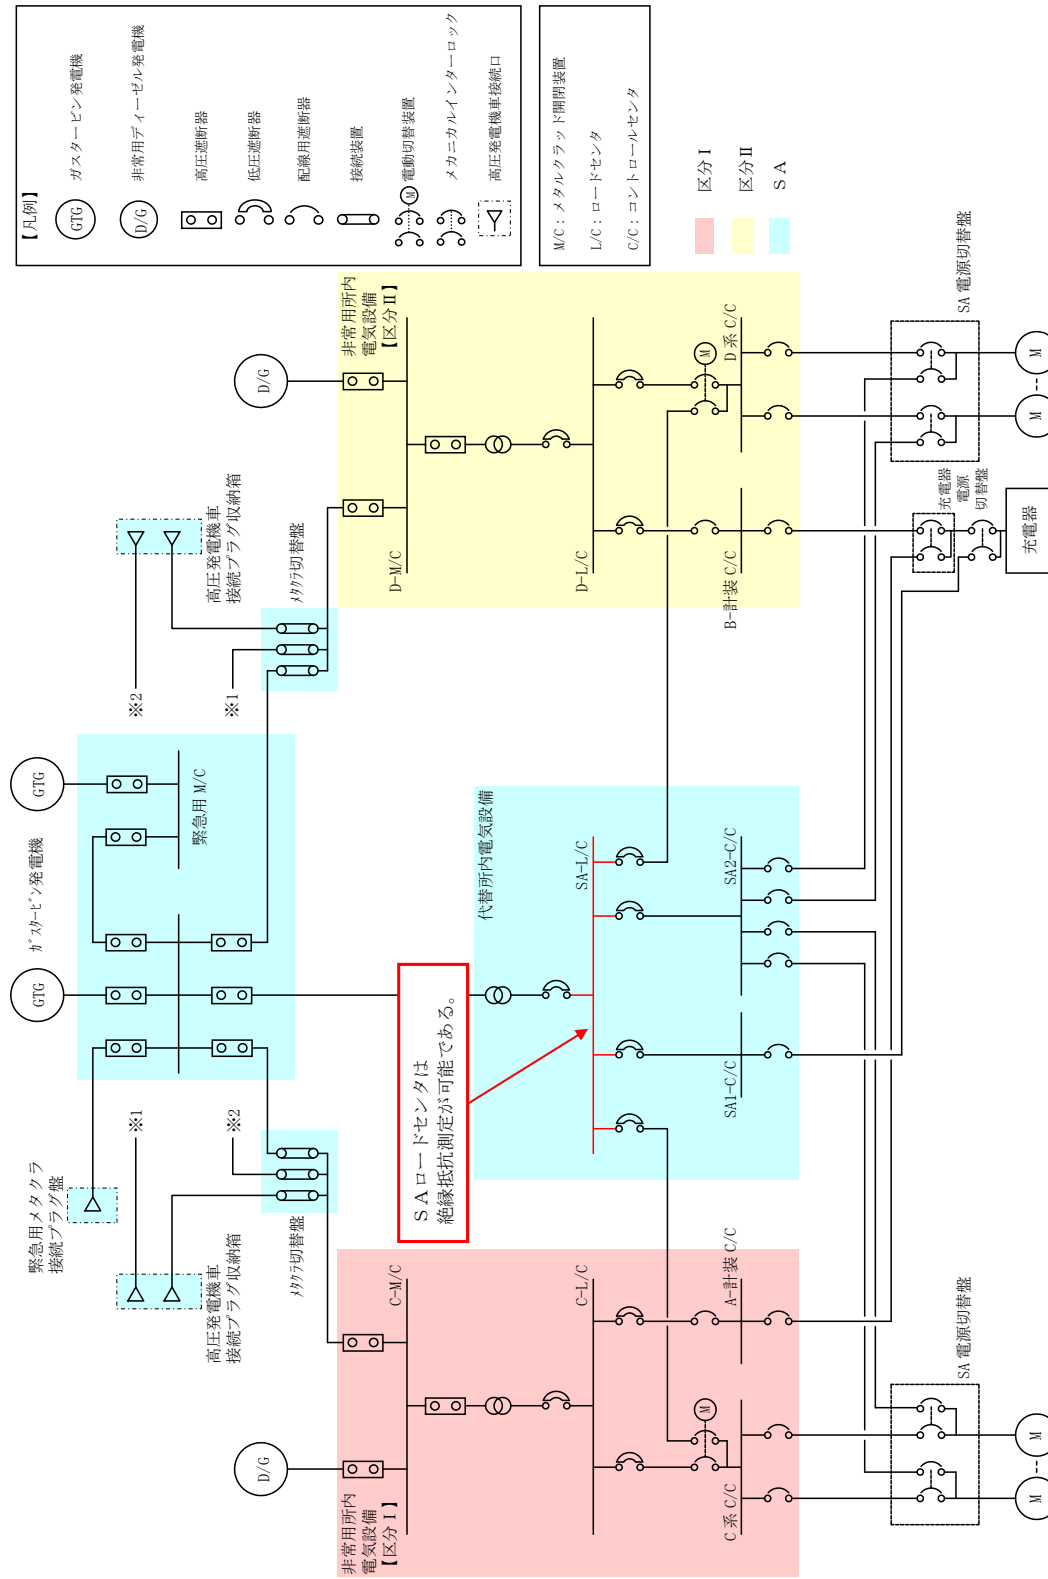 【凡例】
GTG
ガスタービン発電機
D/G
非常用ディーゼル発電機
高圧遮断器
低圧遮断器
配線用遮断器
接続装置
M
電動切替装置
メカニカルインターロック
高圧発電機車接続口
M/C：メタルクラッド開閉装置
L/C：ロードセンタ
C/C：コントロールセンタ
区分Ⅰ
区分Ⅱ
ＳＡ
緊急用メタクラ
接続プラグ盤
高圧発電機車
接続プラグ収納箱
※1
※2
ﾒﾀｸﾗ切替盤
GTG
ｶﾞｽﾀｰﾋﾞﾝ発電機
GTG
緊急用 M/C
※2
※1
高圧発電機車
接続プラグ収納箱
ﾒﾀｸﾗ切替盤
D/G
非常用所内
電気設備
【区分Ⅰ】
C-M/C
C-L/C
M
C 系 C/C
A-計装 C/C
ＳＡロードセンタは
絶縁抵抗測定が可能である。
代替所内電気設備
SA-L/C
SA1-C/C
SA2-C/C
D/G
非常用所内
電気設備
【区分Ⅱ】
D-M/C
D-L/C
M
B-計装 C/C
D 系 C/C
SA 電源切替盤
M
M
充電器
電源
切替盤
充電器
SA 電源切替盤
M
M